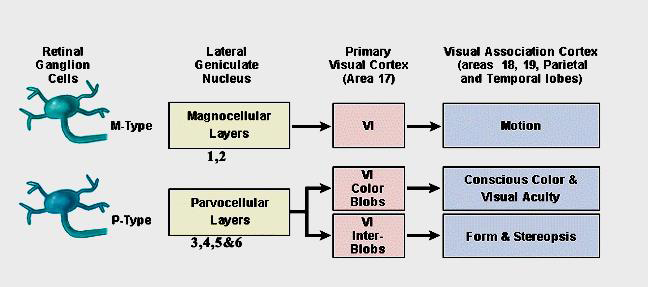 Retinal
Ganglion
Cells
Lateral
Geniculate
Nucleus
Primary
Visual Cortex
(Area 17)
Visual Association Cortex
(areas 18, 19, Parietal
and Temporal lobes)
M-Type
Magnocellular
Layers
1,2
VI
Motion
P-Type
Parvocellular
Layers
3,4,5&6
VI
Color
Blobs
Conscious Color &
Visual Acuity
VI
Inter-
Blobs
Form & Stereopsis